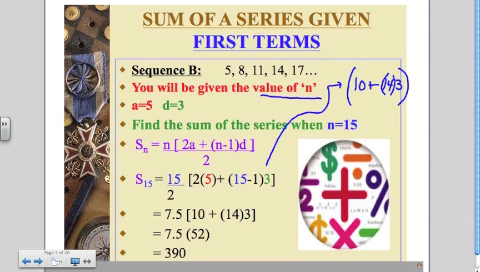 SUM OF A SERIES GIVEN
FIRST TERMS
Sequence B: 5, 8, 11, 14, 17…
You will be given the value of ‘n’
(10 + (14)3)
a=5 d=3
Find the sum of the series when n=15
Sn = n [ 2a + (n-1)d ]
2
S15 = 15 [2(5)+ (15-1)3]
2
= 7.5 [10 + (14)3]
= 7.5 (52)
= 390